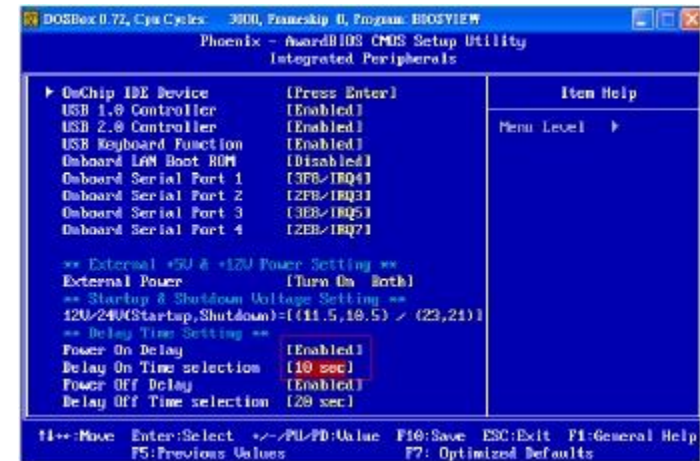 DOSBox 0.72, Cpu Cycles: 3000, Frameskip 0, Program: BIOSVIEW
Phoenix - AwardBIOS CMOS Setup Utility
Integrated Peripherals
OnChip IDE Device [Press Enter]
Item Help
USB 1.0 Controller [Enabled]
USB 2.0 Controller [Enabled]
Menu Level
USB Keyboard Function [Enabled]
Onboard LAN Boot ROM [Disabled]
Onboard Serial Port 1 [3F8/IRQ4]
Onboard Serial Port 2 [2F8/IRQ3]
Onboard Serial Port 3 [3E8/IRQ5]
Onboard Serial Port 4 [2E8/IRQ7]
** External +5V & +12V Power Setting **
External Power [Turn On Both]
** Startup & Shutdown Voltage Setting **
12V/24V(Startup,Shutdown)=[(11.5,10.5) / (23,21)]
** Delay Time Setting **
Power On Delay [Enabled]
Delay On Time selection [10 sec]
Power Off Delay [Enabled]
Delay Off Time selection [20 sec]
↑↓→←:Move Enter:Select +/-/PU/PD:Value F10:Save ESC:Exit F1:General Help
F5:Previous Values F7: Optimized Defaults